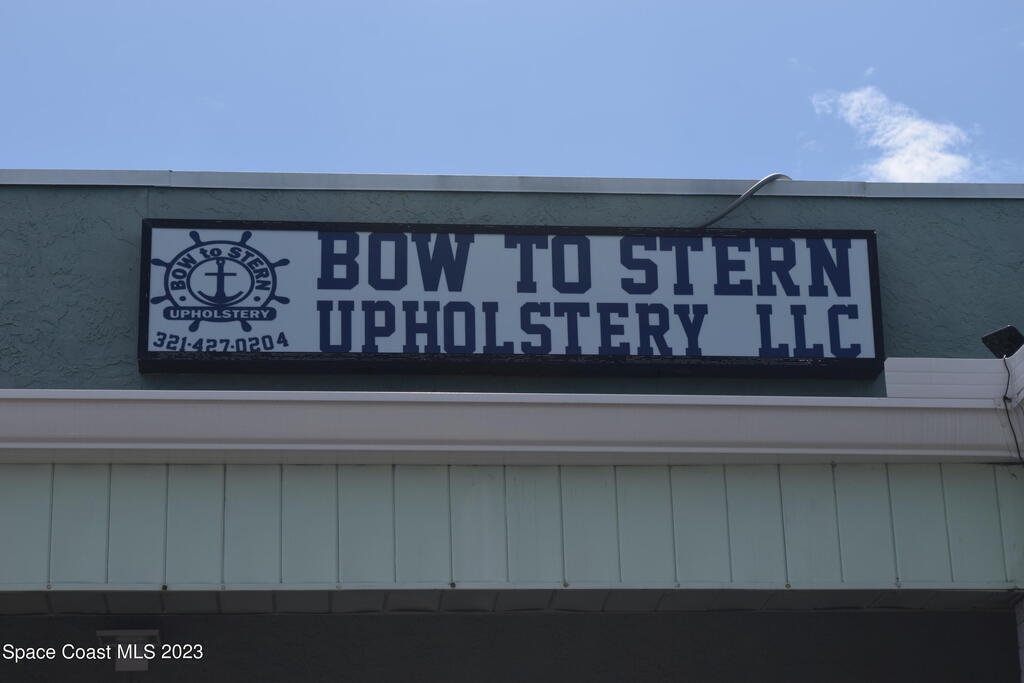 BOW to STERN
UPHOLSTERY
321-427-0204
BOW TO STERN
UPHOLSTERY LLC
Space Coast MLS 2023